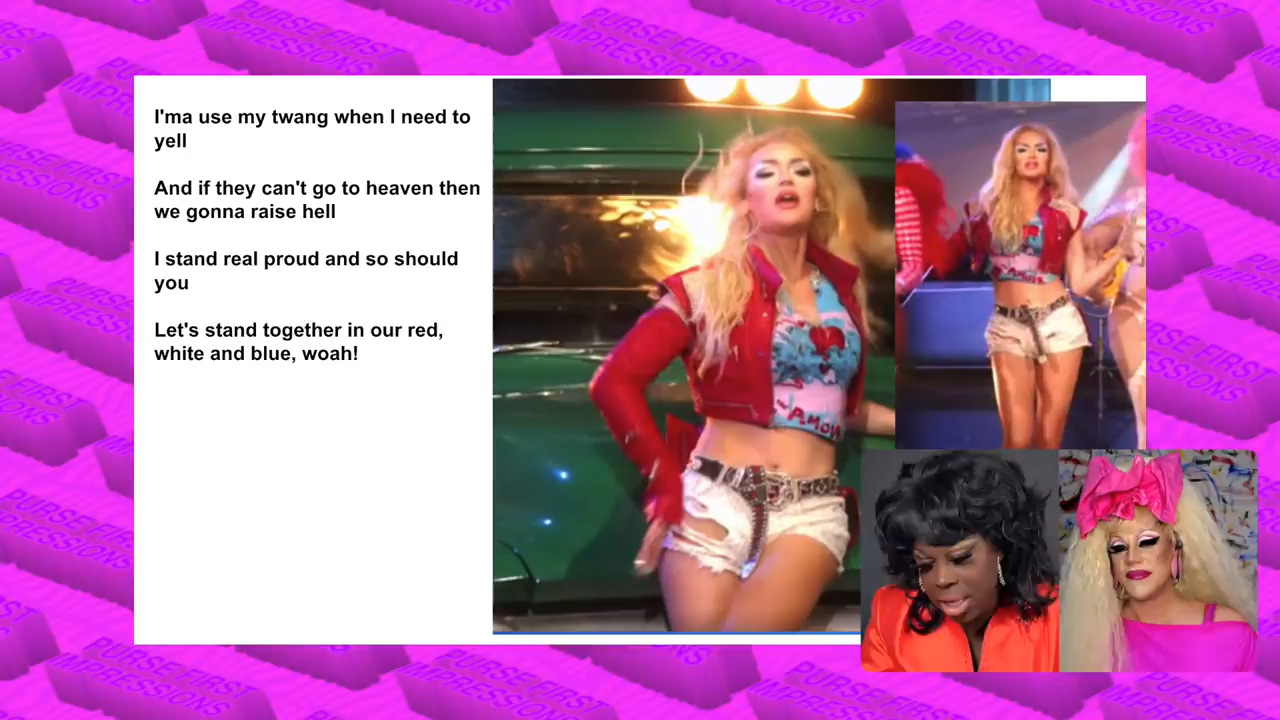 PURSE FIRST
IMPRESSIONS
I'ma use my twang when I need to
yell
And if they can't go to heaven then
we gonna raise hell
I stand real proud and so should
you
Let's stand together in our red,
white and blue, woah!